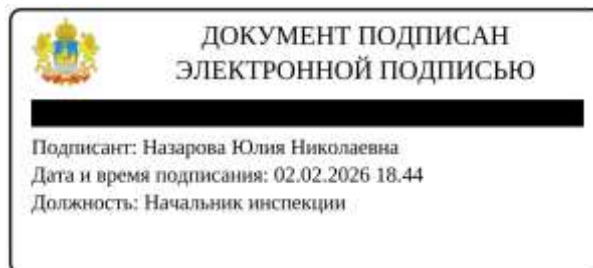 ДОКУМЕНТ ПОДПИСАН
ЭЛЕКТРОННОЙ ПОДПИСЬЮ
Подписант: Назарова Юлия Николаевна
Дата и время подписания: 02.02.2026 18.44
Должность: Начальник инспекции